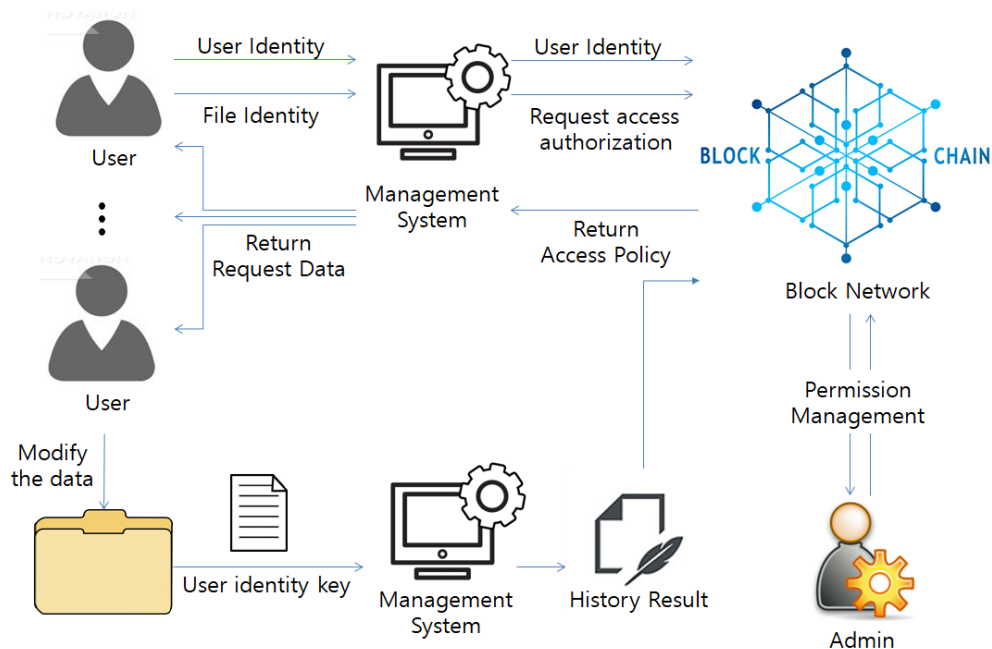 User Identity
User Identity
File Identity
Request access
authorization
User
BLOCK
CHAIN
Management
System
Return
Request Data
Return
Access Policy
Block Network
User
Permission
Management
Modify
the data
User identity key
Management
System
History Result
Admin